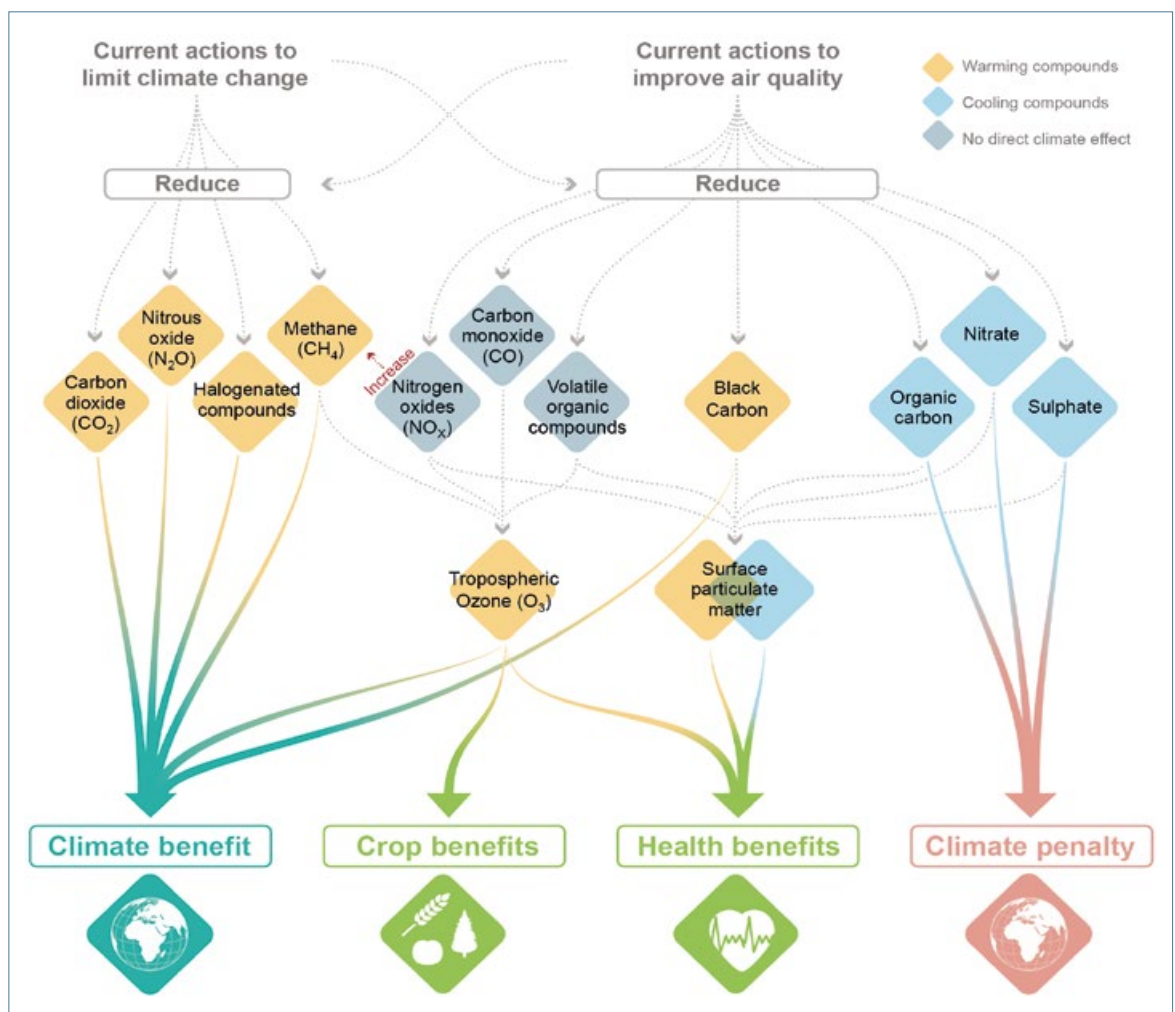 Current actions to
limit climate change
Current actions to
improve air quality
Warming compounds
Cooling compounds
No direct climate effect
Reduce
Reduce
Nitrous
oxide
(N₂O)
Methane
(CH₄)
Carbon
monoxide
(CO)
Nitrate
Increase
Carbon
dioxide
(CO₂)
Halogenated
compounds
Nitrogen
oxides
(NOₓ)
Volatile
organic
compounds
Black
Carbon
Organic
carbon
Sulphate
Tropospheric
Ozone (O₃)
Surface
particulate
matter
Climate benefit
Crop benefits
Health benefits
Climate penalty